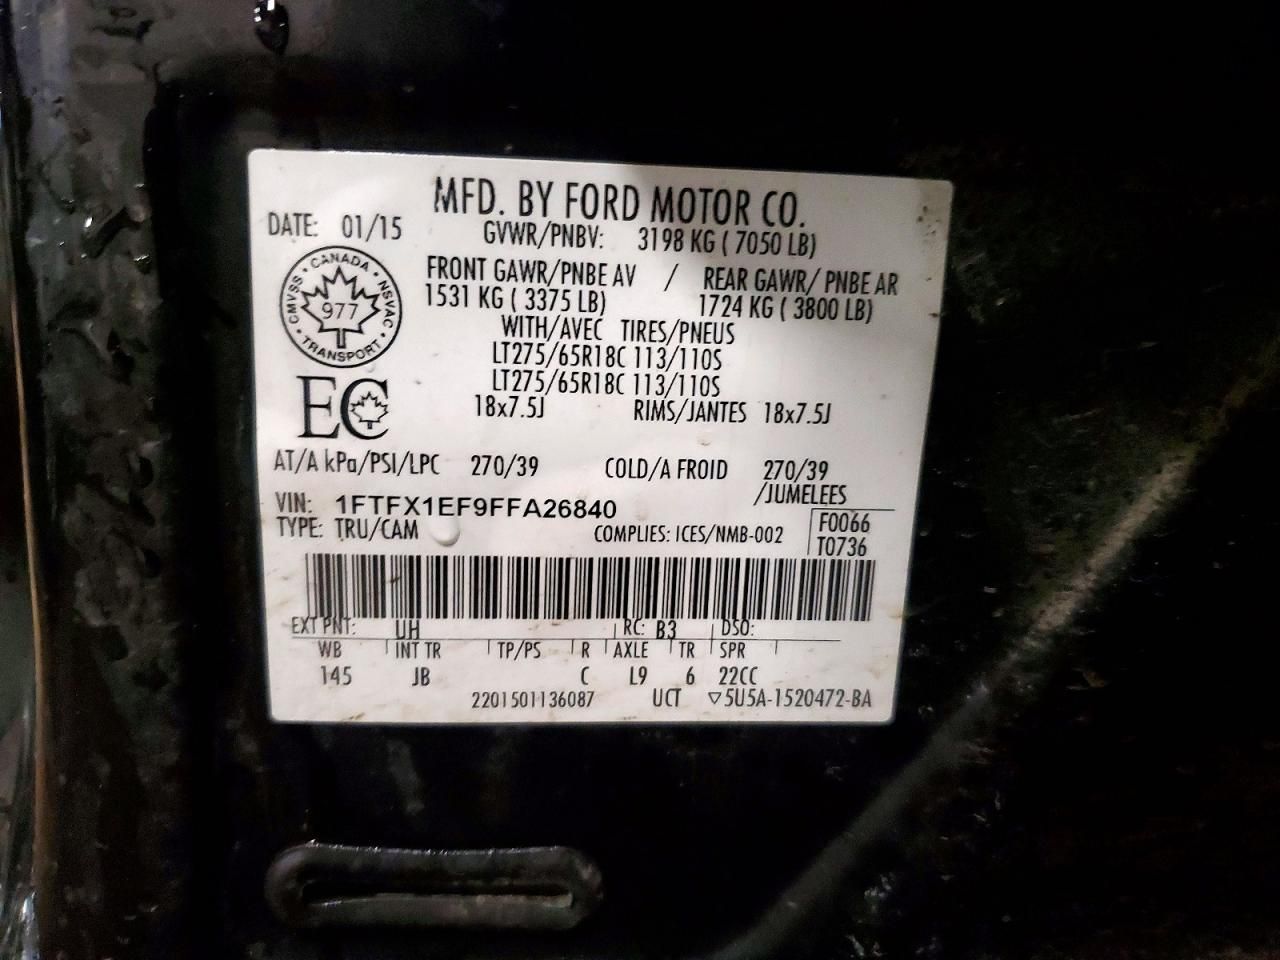 MFD. BY FORD MOTOR CO.
DATE: 01/15 GVWR/PNBV: 3198 KG ( 7050 LB)
CMVSS • CANADA • NSVAC • TRANSPORT •
977
FRONT GAWR/PNBE AV / REAR GAWR/ PNBE AR
1531 KG ( 3375 LB) 1724 KG ( 3800 LB)
WITH/AVEC TIRES/PNEUS
LT275/65R18C 113/110S
LT275/65R18C 113/110S
EC
18x7.5J RIMS/JANTES 18x7.5J
AT/A kPa/PSI/LPC 270/39 COLD/A FROID 270/39
/JUMELEES
VIN: 1FTFX1EF9FFA26840
TYPE: TRU/CAM COMPLIES: ICES/NMB-002 F0066
T0736
EXT PNT: UH RC: B3 DSO:
WB INT TR TP/PS R AXLE TR SPR
145 JB C L9 6 22CC
2201501136087 UCT ▽5U5A-1520472-BA